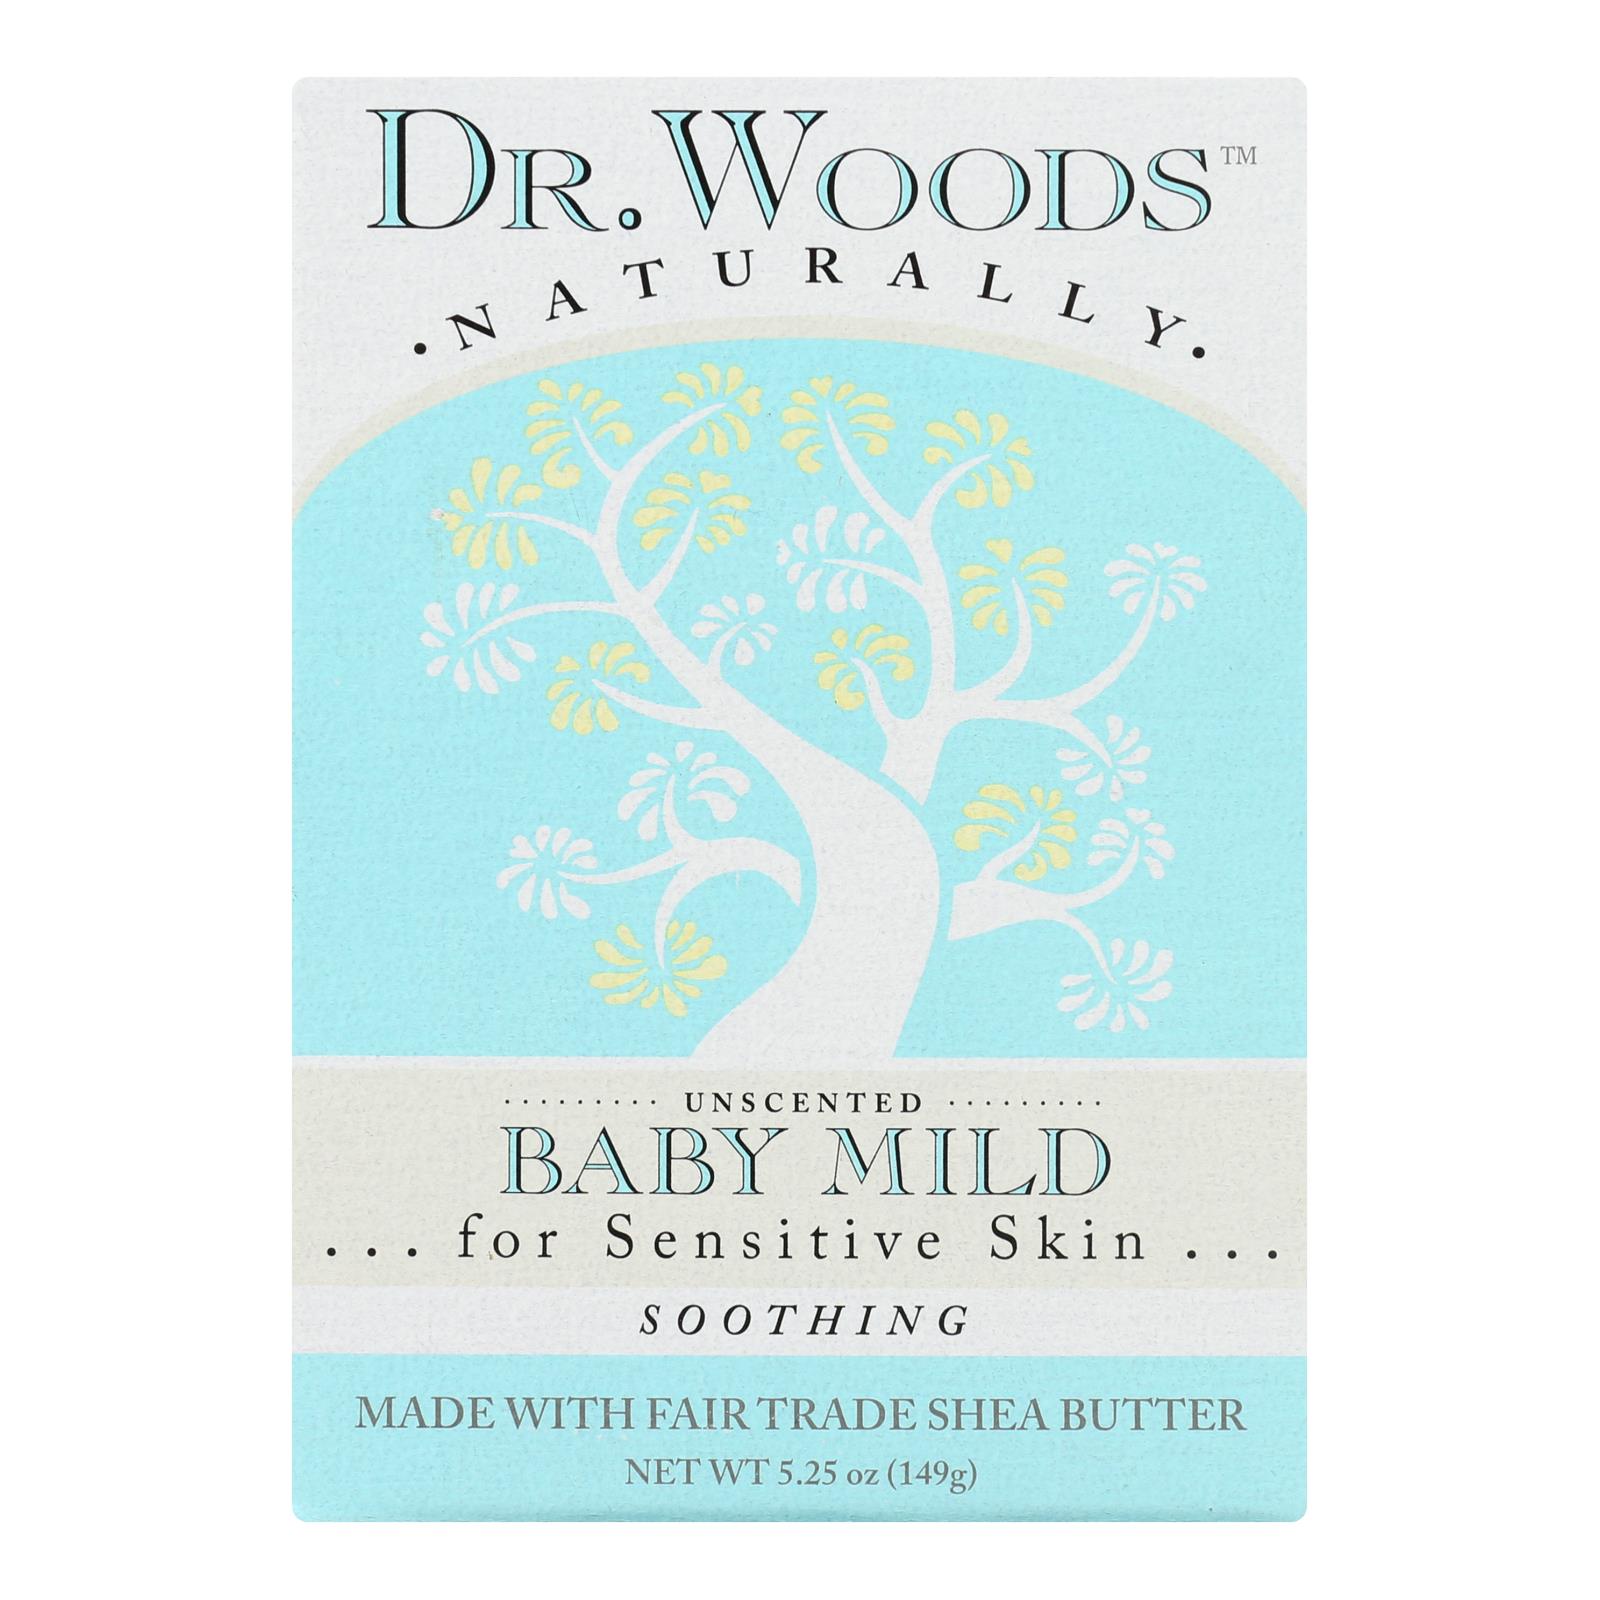 DR. WOODS™
•NATURALLY•
......... UNSCENTED .........
BABY MILD
... for Sensitive Skin ...
SOOTHING
MADE WITH FAIR TRADE SHEA BUTTER
NET WT 5.25 oz (149g)